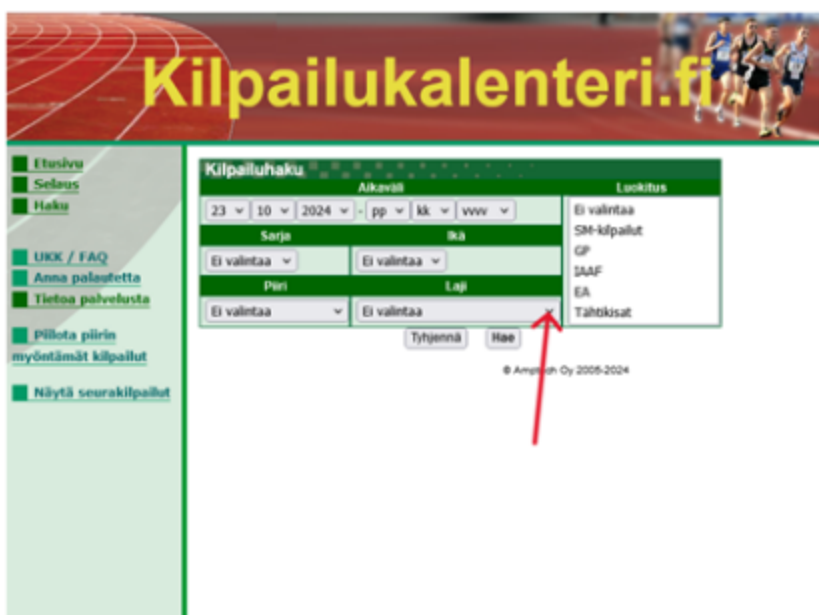 Kilpailukalenteri.fi
Etusivu
Selaus
Haku
UKK / FAQ
Anna palautetta
Tietoa palvelusta
Piilota piirin
myöntämät kilpailut
Näytä seurakilpailut
Kilpailuhaku
Aikaväli
23 10 2024 - pp kk vvvv
Sarja Ikä
Ei valintaa Ei valintaa
Piiri Laji
Ei valintaa Ei valintaa
Luokitus
Ei valintaa
SM-kilpailut
GP
IAAF
EA
Tähtikisat
Tyhjennä Hae
© Amptech Oy 2005-2024